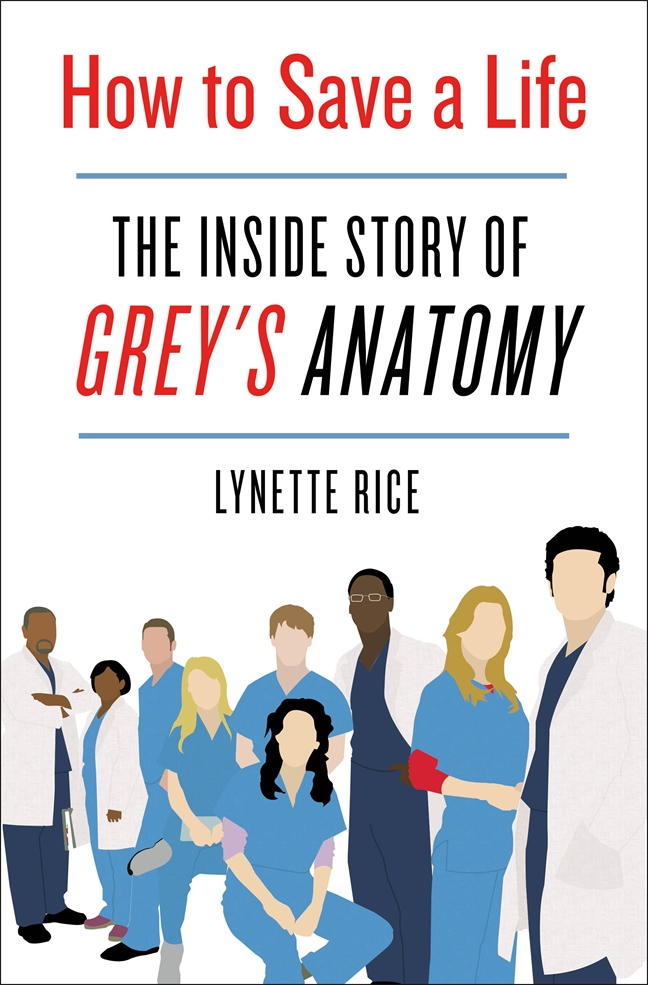 How to Save a Life
THE INSIDE STORY OF
GREY'S ANATOMY
LYNETTE RICE